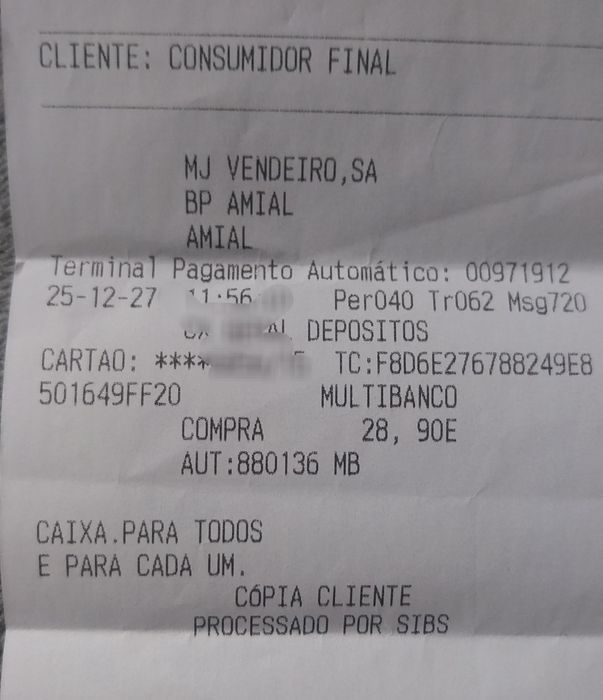 CLIENTE: CONSUMIDOR FINAL
MJ VENDEIRO,SA
BP AMIAL
AMIAL
Terminal Pagamento Automático: 00971912
25-12-27 11:56 Per040 Tr062 Msg720
DEPOSITOS
CARTAO: **** TC:F8D6E276788249E8
501649FF20 MULTIBANCO
COMPRA 28, 90E
AUT:880136 MB
CAIXA.PARA TODOS
E PARA CADA UM.
CÓPIA CLIENTE
PROCESSADO POR SIBS